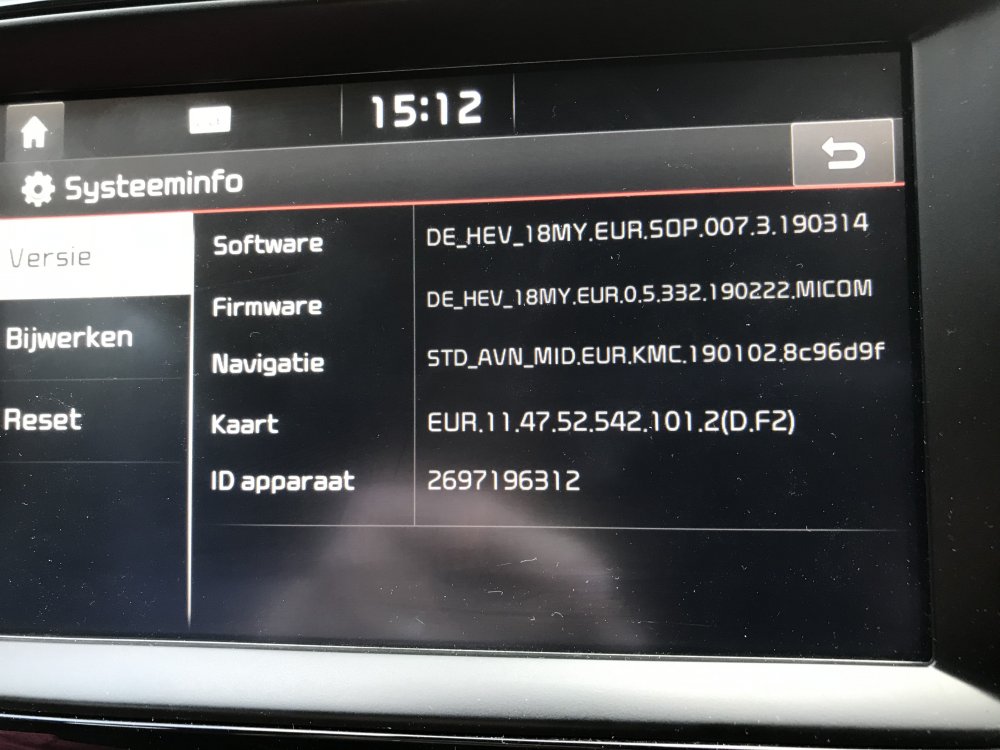 15:12
Systeeminfo
Versie
Bijwerken
Reset
Software DE_HEV_18MY.EUR.SOP.007.3.190314
Firmware DE_HEV_18MY.EUR.0.5.332.190222.MICOM
Navigatie STD_AVN_MID.EUR.KMC.190102.8c96d9f
Kaart EUR.11.47.52.542.101.2(D.F2)
ID apparaat 2697196312